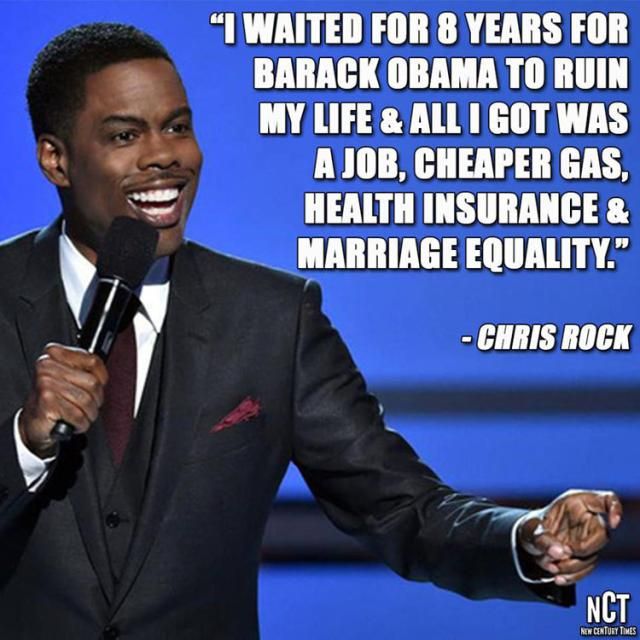 “I WAITED FOR 8 YEARS FOR
BARACK OBAMA TO RUIN
MY LIFE & ALL I GOT WAS
A JOB, CHEAPER GAS,
HEALTH INSURANCE &
MARRIAGE EQUALITY.”
- CHRIS ROCK
NCT
NEW CENTURY TIMES